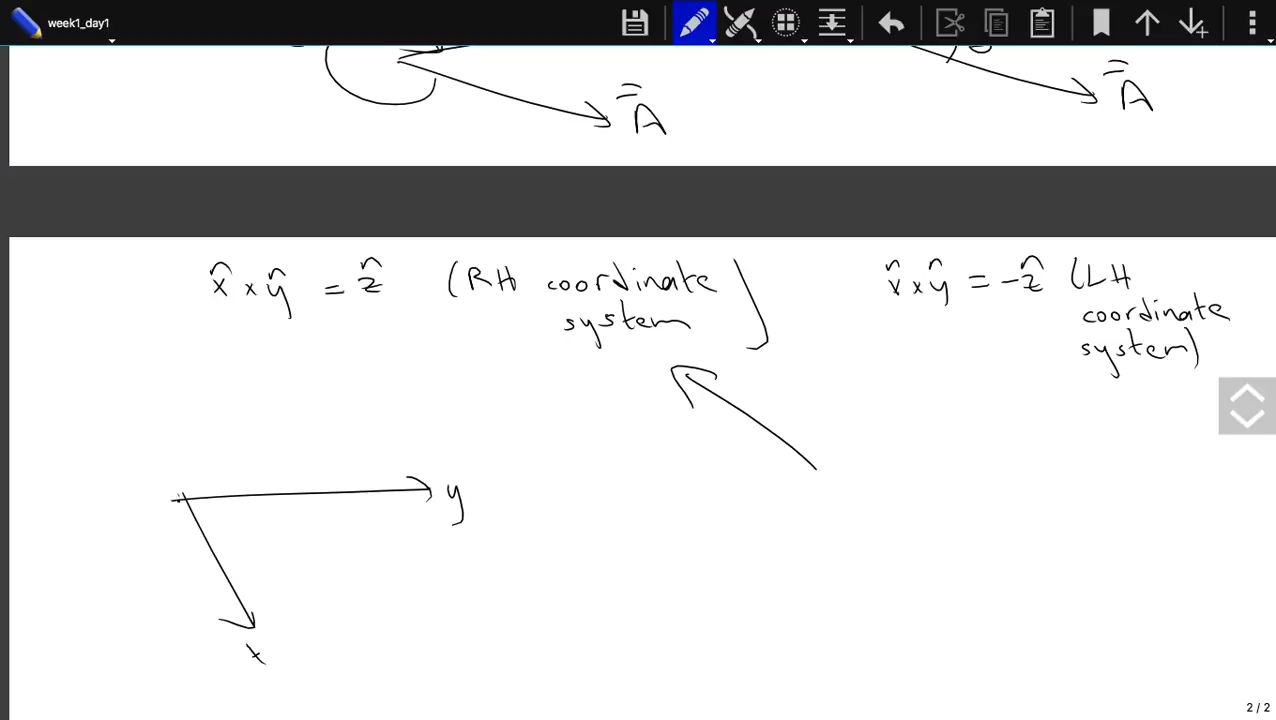 week1_day1
A̿ A̿
x̂ × ŷ = ẑ (RH coordinate system] x̂ × ŷ = -ẑ (LH coordinate system)
y
x
2 / 2